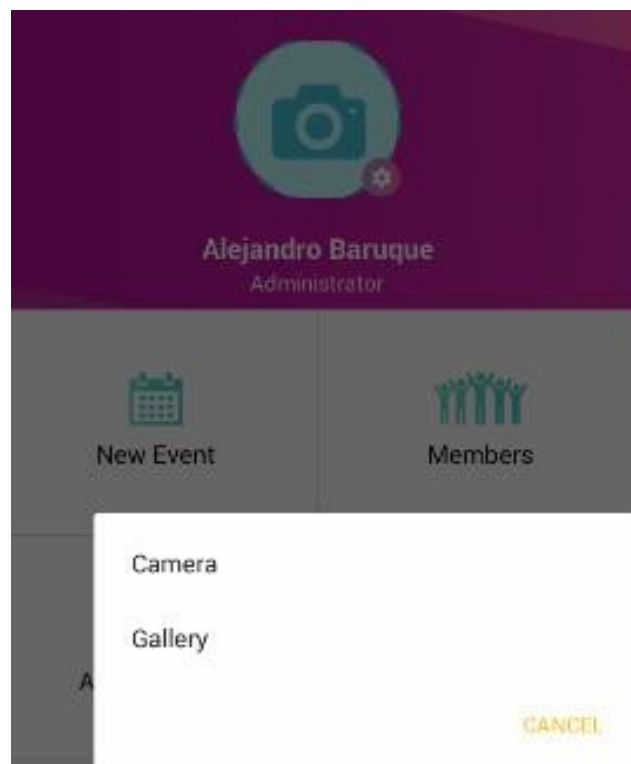 Alejandro Baruque
Administrator
New Event
Members
Camera
Gallery
A
CANCEL